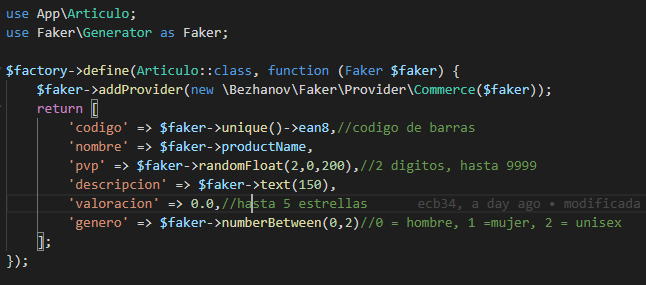 use App\Articulo;
use Faker\Generator as Faker;
$factory->define(Articulo::class, function (Faker $faker) {
$faker->addProvider(new \Bezhanov\Faker\Provider\Commerce($faker));
return [
'codigo' => $faker->unique()->ean8,//codigo de barras
'nombre' => $faker->productName,
'pvp' => $faker->randomFloat(2,0,200),//2 digitos, hasta 9999
'descripcion' => $faker->text(150),
'valoracion' => 0.0,//hasta 5 estrellas ecb34, a day ago • modificada
'genero' => $faker->numberBetween(0,2)//0 = hombre, 1 =mujer, 2 = unisex
];
});